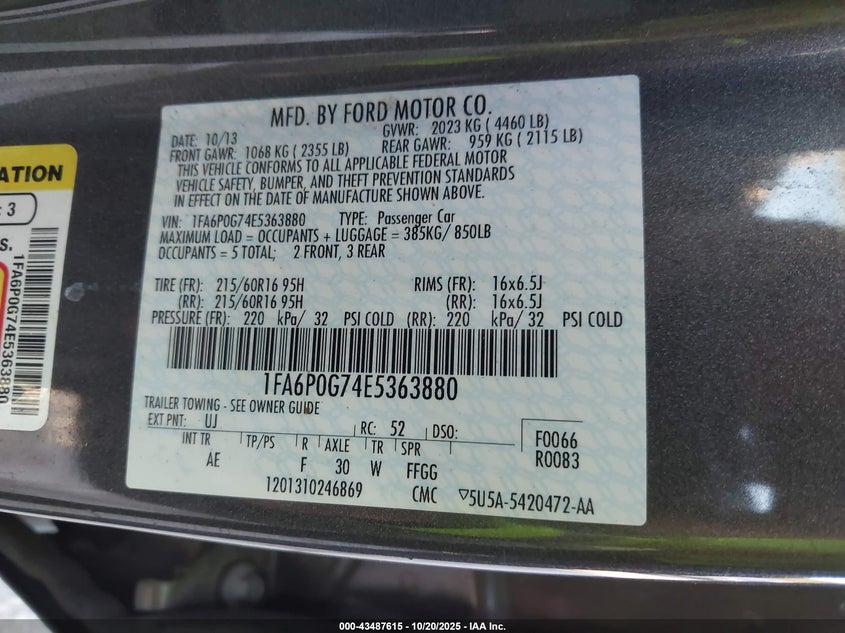 ATION
: 3
S.
1FA6P0G74E5363880
MFD. BY FORD MOTOR CO.
DATE: 10/13 GVWR: 2023 KG ( 4460 LB)
FRONT GAWR: 1068 KG ( 2355 LB) REAR GAWR: 959 KG ( 2115 LB)
THIS VEHICLE CONFORMS TO ALL APPLICABLE FEDERAL MOTOR
VEHICLE SAFETY, BUMPER, AND THEFT PREVENTION STANDARDS
IN EFFECT ON THE DATE OF MANUFACTURE SHOWN ABOVE.
VIN: 1FA6P0G74E5363880 TYPE: Passenger Car
MAXIMUM LOAD = OCCUPANTS + LUGGAGE = 385KG/ 850LB
OCCUPANTS = 5 TOTAL; 2 FRONT, 3 REAR
TIRE (FR): 215/60R16 95H RIMS (FR): 16x6.5J
(RR): 215/60R16 95H (RR): 16x6.5J
PRESSURE (FR): 220 kPa/ 32 PSI COLD (RR): 220 kPa/ 32 PSI COLD
1FA6P0G74E5363880
TRAILER TOWING - SEE OWNER GUIDE
EXT PNT: UJ RC: 52 DSO: F0066
INT TR TP/PS R AXLE TR SPR R0083
AE F 30 W FFGG
1201310246869 CMC ▽5U5A-5420472-AA
000-43487615 - 10/20/2025 - IAA Inc.